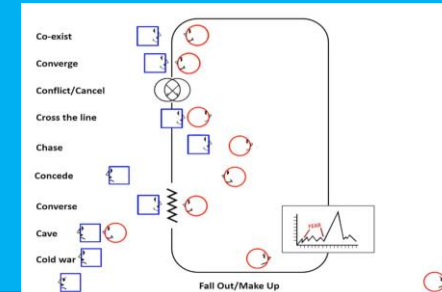 Co-exist
Converge
Conflict/Cancel
Cross the line
Chase
Concede
Converse
Cave
FEAR
Cold war
Fall Out/Make Up